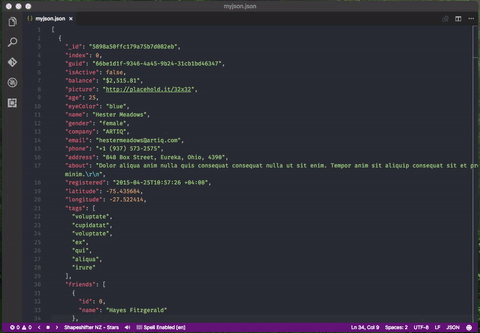 myjson.json
myjson.json ×
1 [
2 {
3 "_id": "5898a50ffc179a75b7d082eb",
4 "index": 0,
5 "guid": "66be1d1f-9346-4a45-9b24-31cb1bd46347",
6 "isActive": false,
7 "balance": "$2,515.81",
8 "picture": "http://placehold.it/32x32",
9 "age": 25,
10 "eyeColor": "blue",
11 "name": "Hester Meadows",
12 "gender": "female",
13 "company": "ARTIQ",
14 "email": "hestermeadows@artiq.com",
15 "phone": "+1 (937) 573-2575",
16 "address": "848 Box Street, Eureka, Ohio, 4390",
17 "about": "Dolor aliqua anim nulla quis consequat consequat nulla ut sit enim. Tempor anim sit aliquip consequat sit et pr
minim.\r\n",
18 "registered": "2015-04-25T10:57:26 +04:00",
19 "latitude": -75.435664,
20 "longitude": -27.522414,
21 "tags": [
22 "voluptate",
23 "cupidatat",
24 "voluptate",
25 "ex",
26 "qui",
27 "aliqua",
28 "irure"
29 ],
30 "friends": [
31 {
32 "id": 0,
33 "name": "Hayes Fitzgerald"
34 },
0 0 Shapeshifter NZ - Stars Spell Enabled [en] Ln 34, Col 9 Spaces: 2 UTF-8 LF JSON